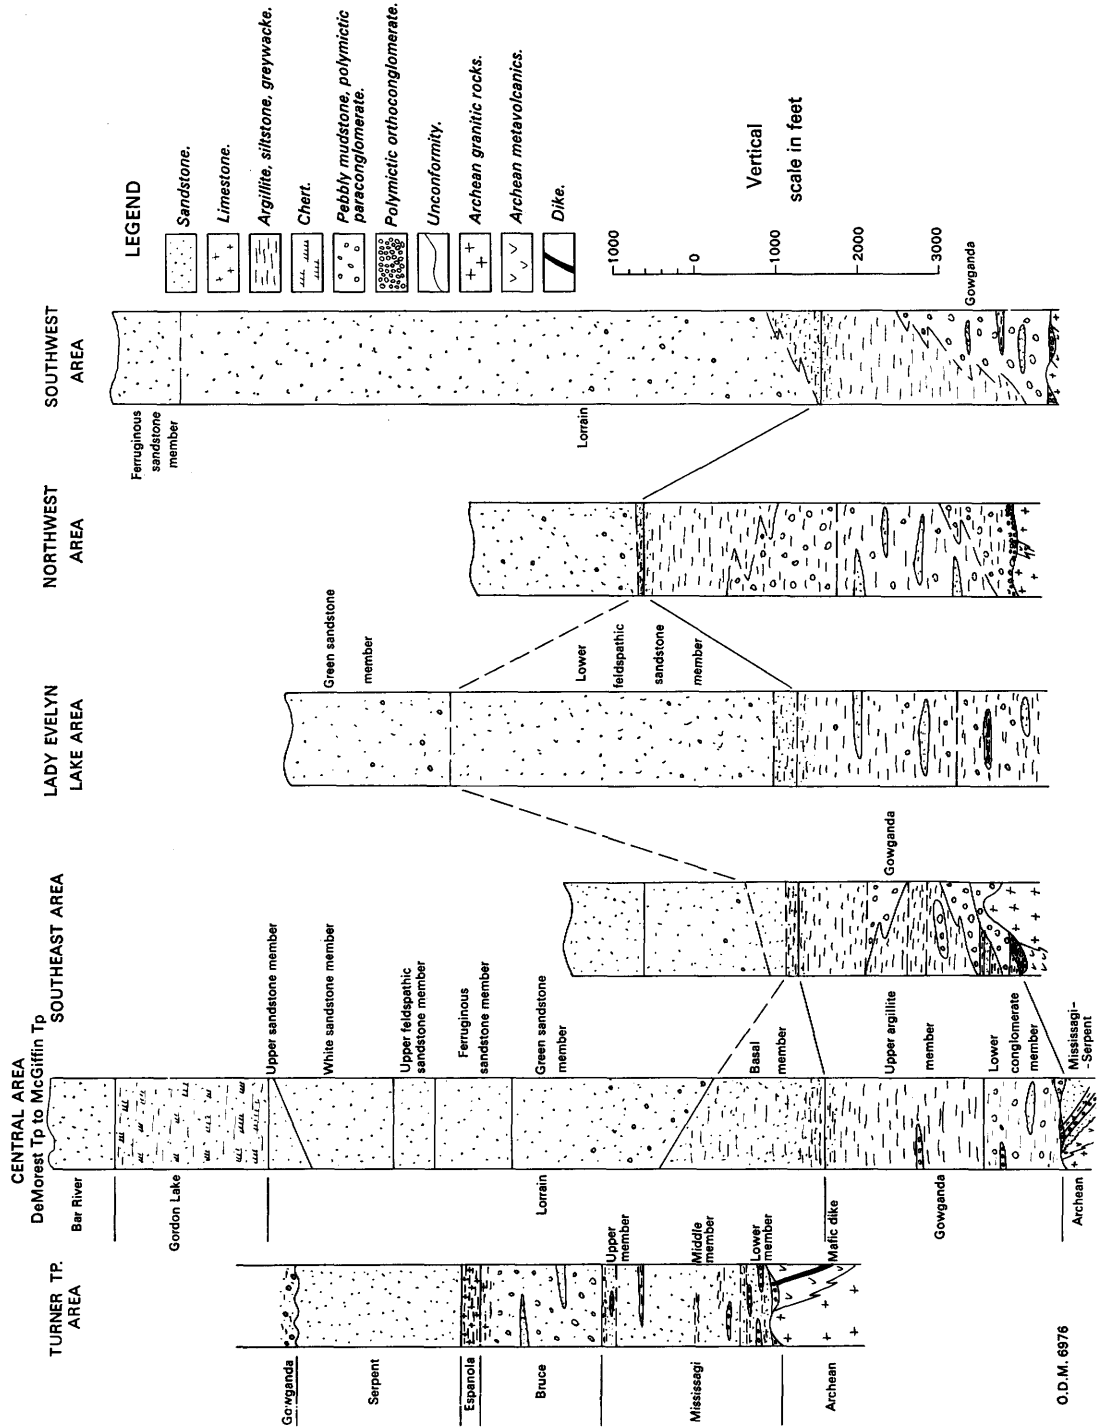 TURNER TP.
AREA
CENTRAL AREA
DeMorest Tp to McGiffin Tp
SOUTHEAST AREA
LADY EVELYN
LAKE AREA
NORTHWEST
AREA
SOUTHWEST
AREA
LEGEND
Sandstone.
Limestone.
Argillite, siltstone, greywacke.
Chert.
Pebbly mudstone, polymictic
paraconglomerate.
Polymictic orthoconglomerate.
Unconformity.
Archean granitic rocks.
Archean metavolcanics.
Dike.
1000
0
1000
2000
3000
Vertical
scale in feet
Gowganda
Serpent
Espanola
Bruce
Mississagi
Archean
Upper
member
Middle
member
Lower
member
Mafic dike
Bar River
Gordon Lake
Lorrain
Gowganda
Archean
Upper sandstone member
White sandstone member
Upper feldspathic
sandstone member
Ferruginous
sandstone member
Green sandstone
member
Basal
member
Upper argillite
member
Lower
conglomerate
member
Mississagi-
-Serpent
Gowganda
Green sandstone
member
Lower
feldspathic
sandstone
member
Ferruginous
sandstone
member
Lorrain
Gowganda
O.D.M. 6976